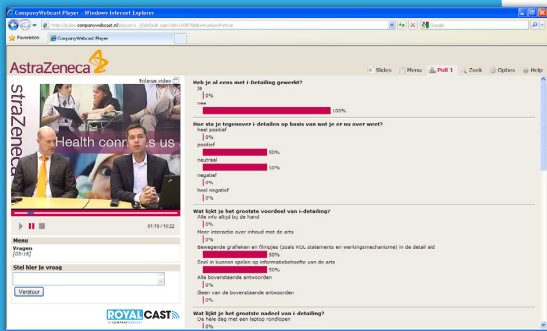 CompanyWebcast Player - Windows Internet Explorer
Google
Favorieten
CompanyWebcast Player
AstraZeneca
Slides Menu Poll 1 Zoek Opties Help
Enlarge video
straZeneca
Health connects us
01:19 / 10:22
Menu
Vragen
[05/16]
Stel hier je vraag
Verstuur
ROYALCAST
Heb je al eens met i-Detailing gewerkt?
ja
0%
nee
100%
Hoe sta je tegenover i-detailen op basis van wat je er nu over weet?
heel positief
0%
positief
50%
neutraal
50%
negatief
0%
heel negatief
0%
Wat lijkt je het grootste voordeel van i-detailing?
Alle info altijd bij de hand
0%
Meer interactie over inhoud met de arts
0%
Bewegende grafieken en filmpjes (zoals KOL statements en werkingsmechanisme) in de detail aid
50%
Snel in kunnen spelen op informatiebehoefte van de arts
50%
Alle bovenstaande antwoorden
0%
Geen van de bovenstaande antwoorden
0%
Wat lijkt je het grootste nadeel van i-detailing?
De hele dag met een laptop rondlopen
0%